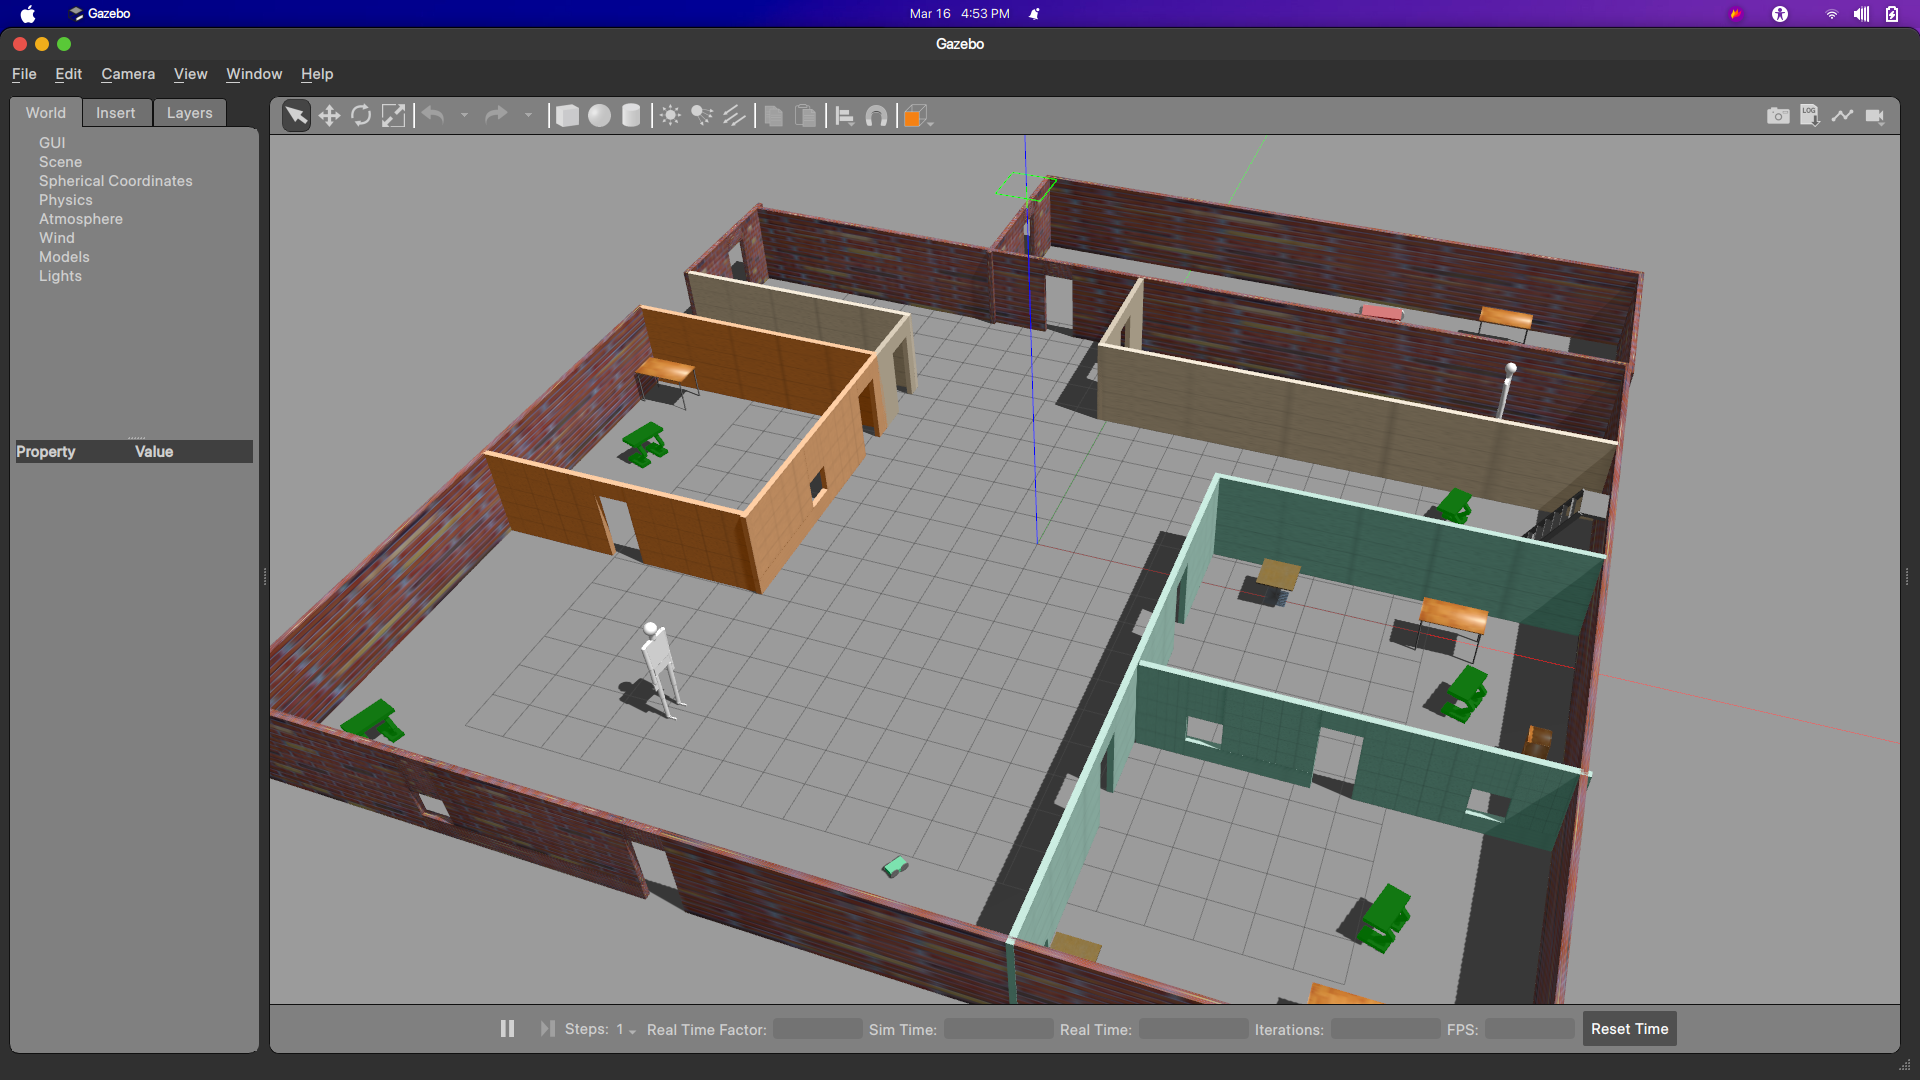 Gazebo
Mar 16 4:53 PM
Gazebo
File Edit Camera View Window Help
World Insert Layers
GUI
Scene
Spherical Coordinates
Physics
Atmosphere
Wind
Models
Lights
Property Value
LOG
Steps: 1 Real Time Factor: Sim Time: Real Time: Iterations: FPS: Reset Time